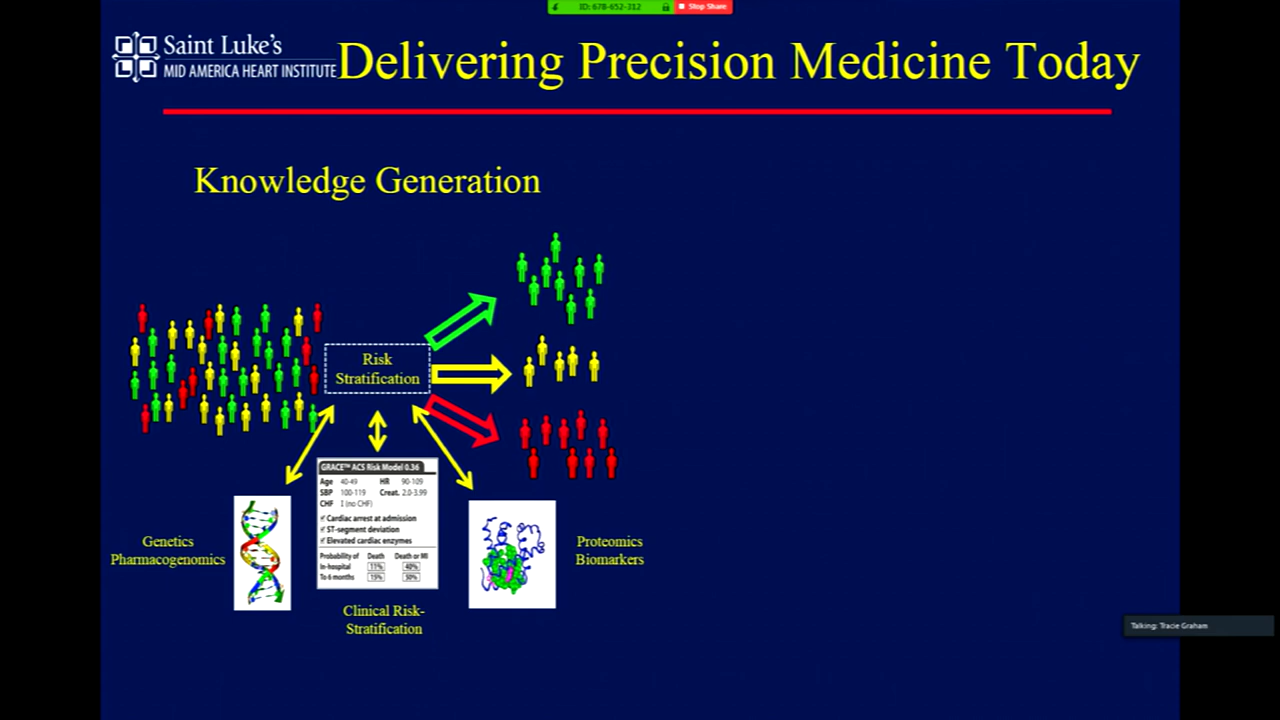 ID: 678-652-312
Stop Share
Saint Luke's
MID AMERICA HEART INSTITUTE
Delivering Precision Medicine Today
Knowledge Generation
Risk
Stratification
GRACE™ ACS Risk Model 0.36
Age 40-49 HR 90-109
SBP 100-119 Creat. 2.0-3.99
CHF I (no CHF)
Cardiac arrest at admission
ST-segment deviation
Elevated cardiac enzymes
Probability of Death Death or MI
In-hospital 11% 40%
To 6 months 15% 50%
Genetics
Pharmacogenomics
Proteomics
Biomarkers
Clinical Risk-
Stratification
Talking: Tracie Graham